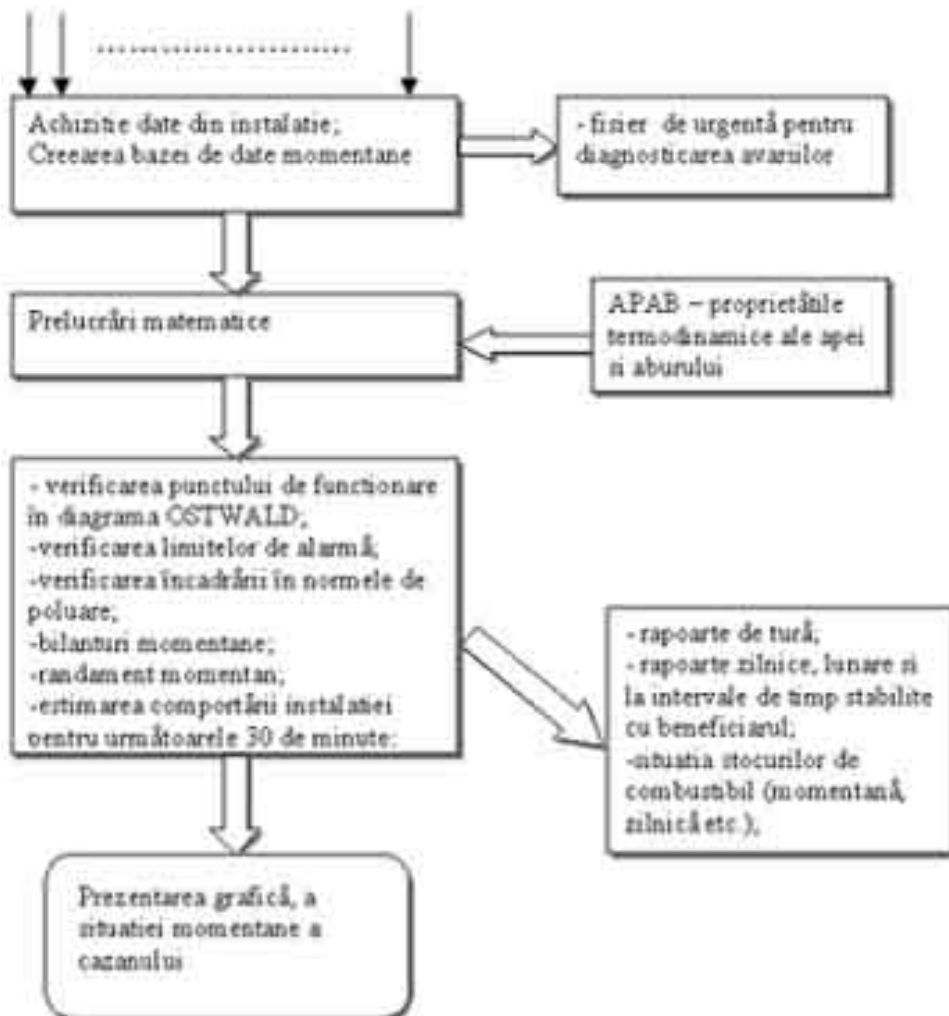 Achizitie date din instalatie;
Creearea bazei de date momentane
- fisier de urgentă pentru
diagnosticarea avariilor
Prelucrări matematice
APAB – proprietătile
termodinamice ale apei
si aburului
- verificarea punctului de functionare
în diagrama OSTWALD;
-verificarea limitelor de alarmă;
-verificarea încadrării în normele de
poluare;
-bilanturi momentane;
-randament momentan;
-estimarea comportării instalatiei
pentru următoarele 30 de minute;
- rapoarte de tură;
- rapoarte zilnice, lunare si
la intervale de timp stabilite
cu beneficiarul;
-situatia stocurilor de
combustibil (momentană,
zilnică etc.),
Prezentarea grafică, a
situatiei momentane a
cazanului